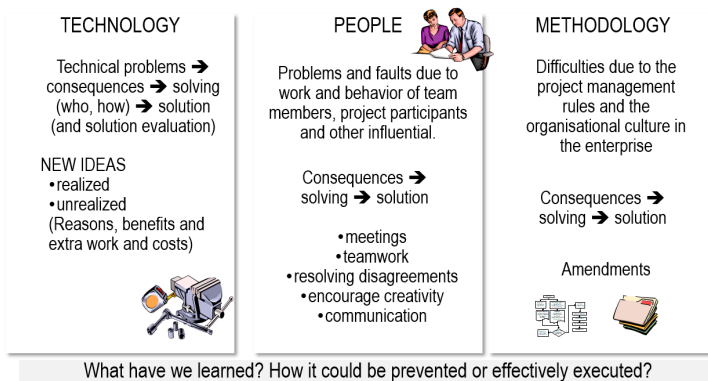 TECHNOLOGY
Technical problems ➔
consequences ➔ solving
(who, how) ➔ solution
(and solution evaluation)
NEW IDEAS
•realized
•unrealized
(Reasons, benefits and
extra work and costs)
PEOPLE
Problems and faults due to
work and behavior of team
members, project participants
and other influential.
Consequences ➔
solving ➔ solution
•meetings
•teamwork
•resolving disagreements
•encourage creativity
•communication
METHODOLOGY
Difficulties due to the
project management
rules and the
organisational culture in
the enterprise
Consequences ➔
solving ➔ solution
Amendments
What have we learned? How it could be prevented or effectively executed?